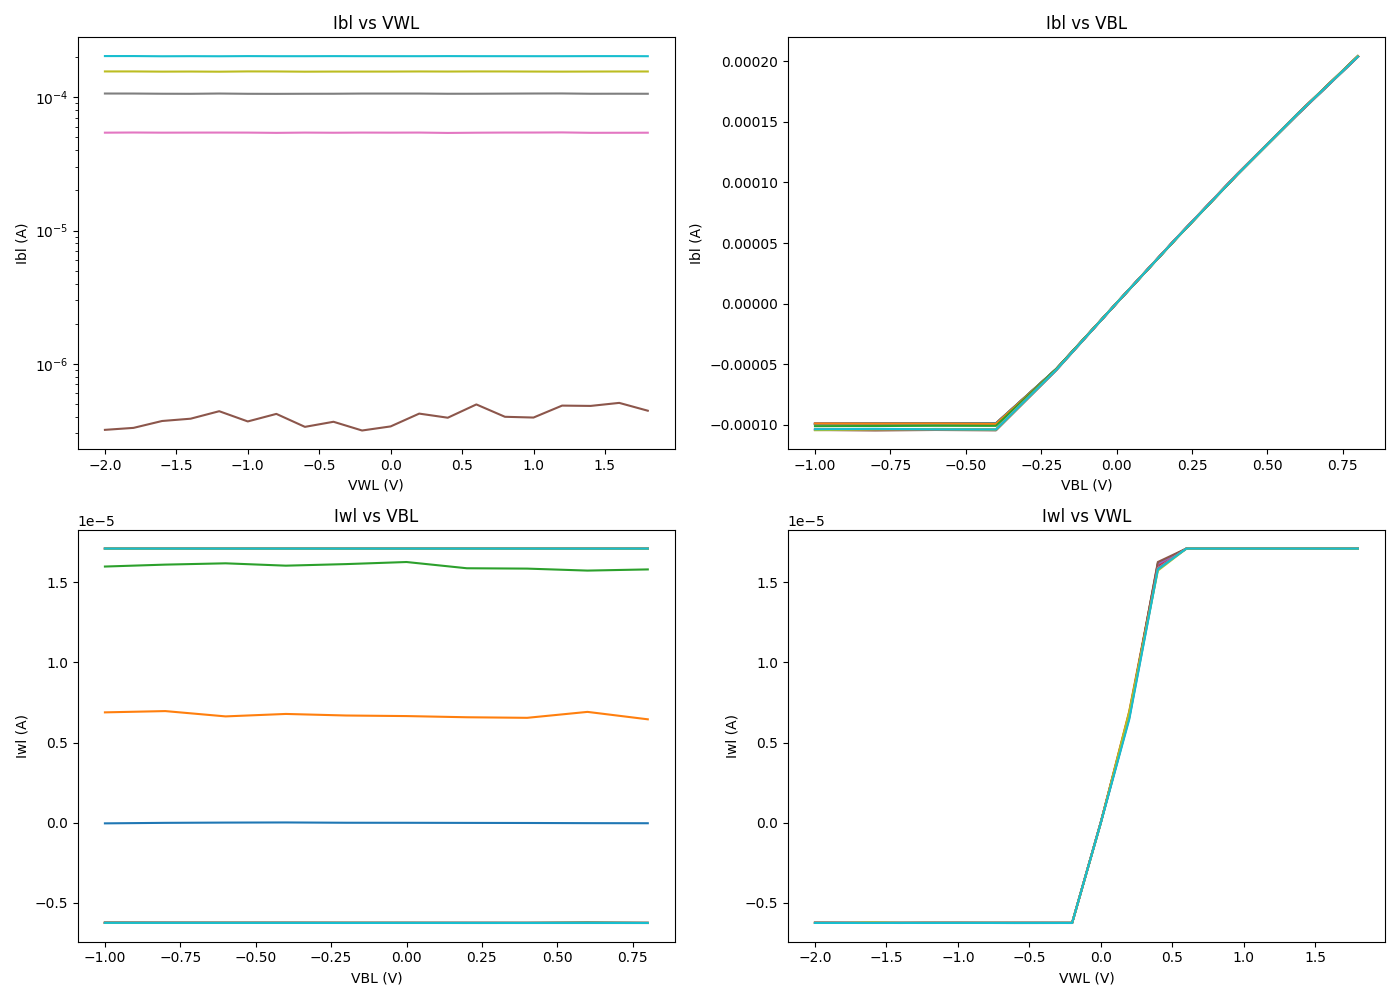 Ibl vs VWL
Ibl (A)
10⁻⁴
10⁻⁵
10⁻⁶
−2.0 −1.5 −1.0 −0.5 0.0 0.5 1.0 1.5
VWL (V)
Ibl vs VBL
Ibl (A)
0.00020
0.00015
0.00010
0.00005
0.00000
−0.00005
−0.00010
−1.00 −0.75 −0.50 −0.25 0.00 0.25 0.50 0.75
VBL (V)
Iwl vs VBL
1e−5
Iwl (A)
1.5
1.0
0.5
0.0
−0.5
−1.00 −0.75 −0.50 −0.25 0.00 0.25 0.50 0.75
VBL (V)
Iwl vs VWL
1e−5
Iwl (A)
1.5
1.0
0.5
0.0
−0.5
−2.0 −1.5 −1.0 −0.5 0.0 0.5 1.0 1.5
VWL (V)